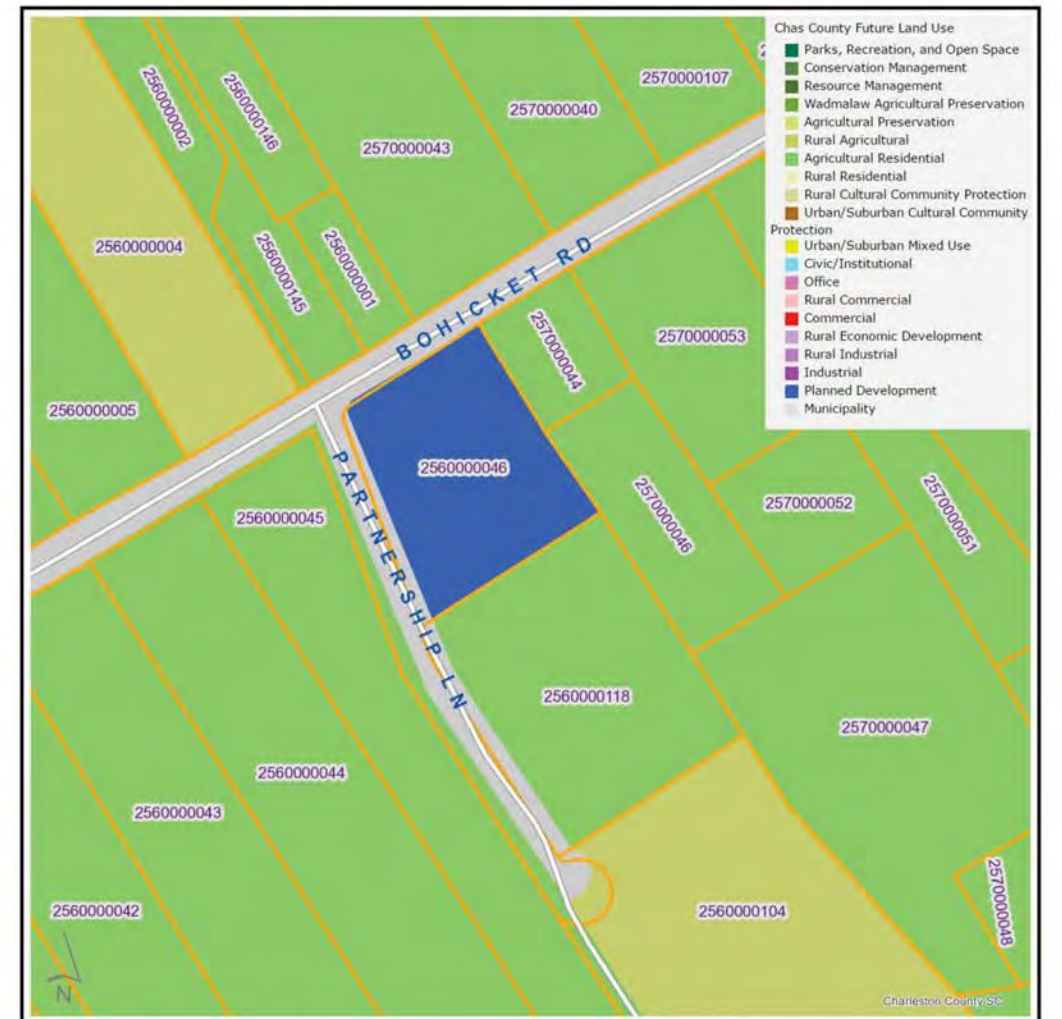 Chas County Future Land Use
Parks, Recreation, and Open Space
Conservation Management
Resource Management
Wadmalaw Agricultural Preservation
Agricultural Preservation
Rural Agricultural
Agricultural Residential
Rural Residential
Rural Cultural Community Protection
Urban/Suburban Cultural Community
Protection
Urban/Suburban Mixed Use
Civic/Institutional
Office
Rural Commercial
Commercial
Rural Economic Development
Rural Industrial
Industrial
Planned Development
Municipality
2560000002
2560000146
2570000043
2570000040
2570000107
2560000004
2560000145
2560000001
BOHICKET RD
2570000044
2570000053
2560000005
2560000046
2560000045
PARTNERSHIP LN
2570000046
2570000052
2570000051
2560000118
2570000047
2560000044
2560000043
2560000042
2560000104
2570000048
N
Charleston County SC